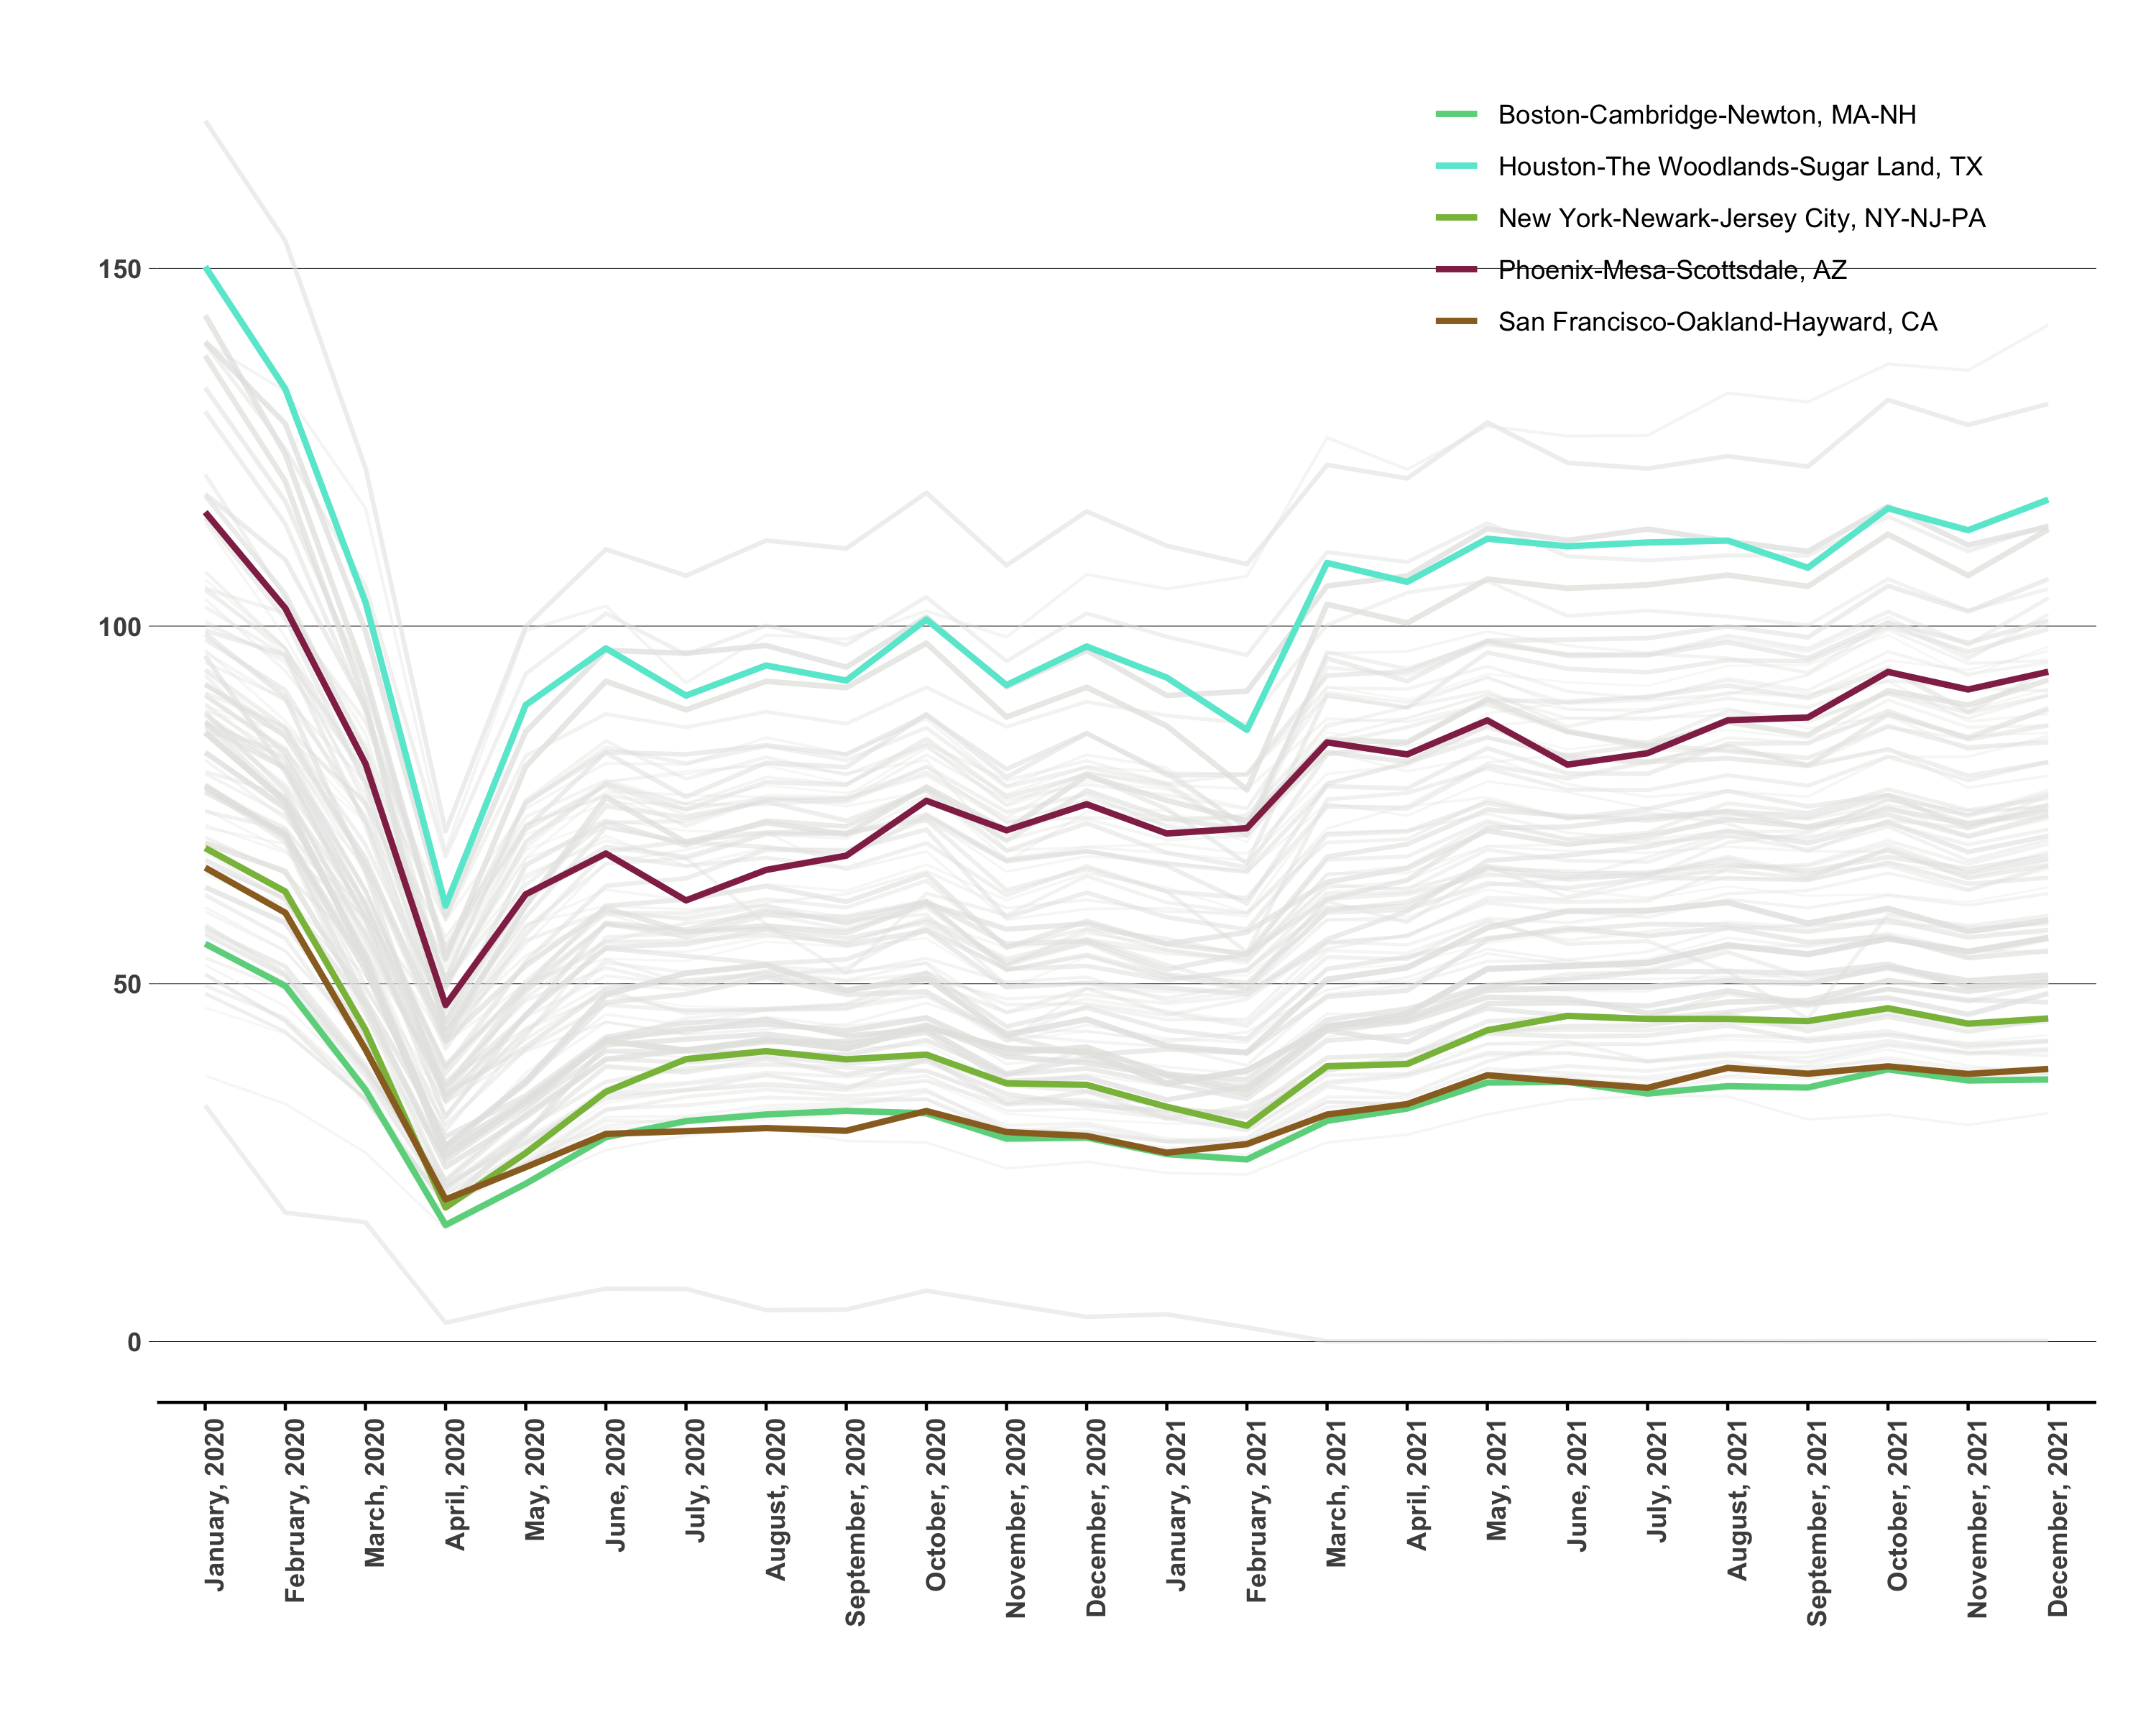 Boston-Cambridge-Newton, MA-NH
Houston-The Woodlands-Sugar Land, TX
New York-Newark-Jersey City, NY-NJ-PA
Phoenix-Mesa-Scottsdale, AZ
San Francisco-Oakland-Hayward, CA
150
100
50
0
January, 2020
February, 2020
March, 2020
April, 2020
May, 2020
June, 2020
July, 2020
August, 2020
September, 2020
October, 2020
November, 2020
December, 2020
January, 2021
February, 2021
March, 2021
April, 2021
May, 2021
June, 2021
July, 2021
August, 2021
September, 2021
October, 2021
November, 2021
December, 2021